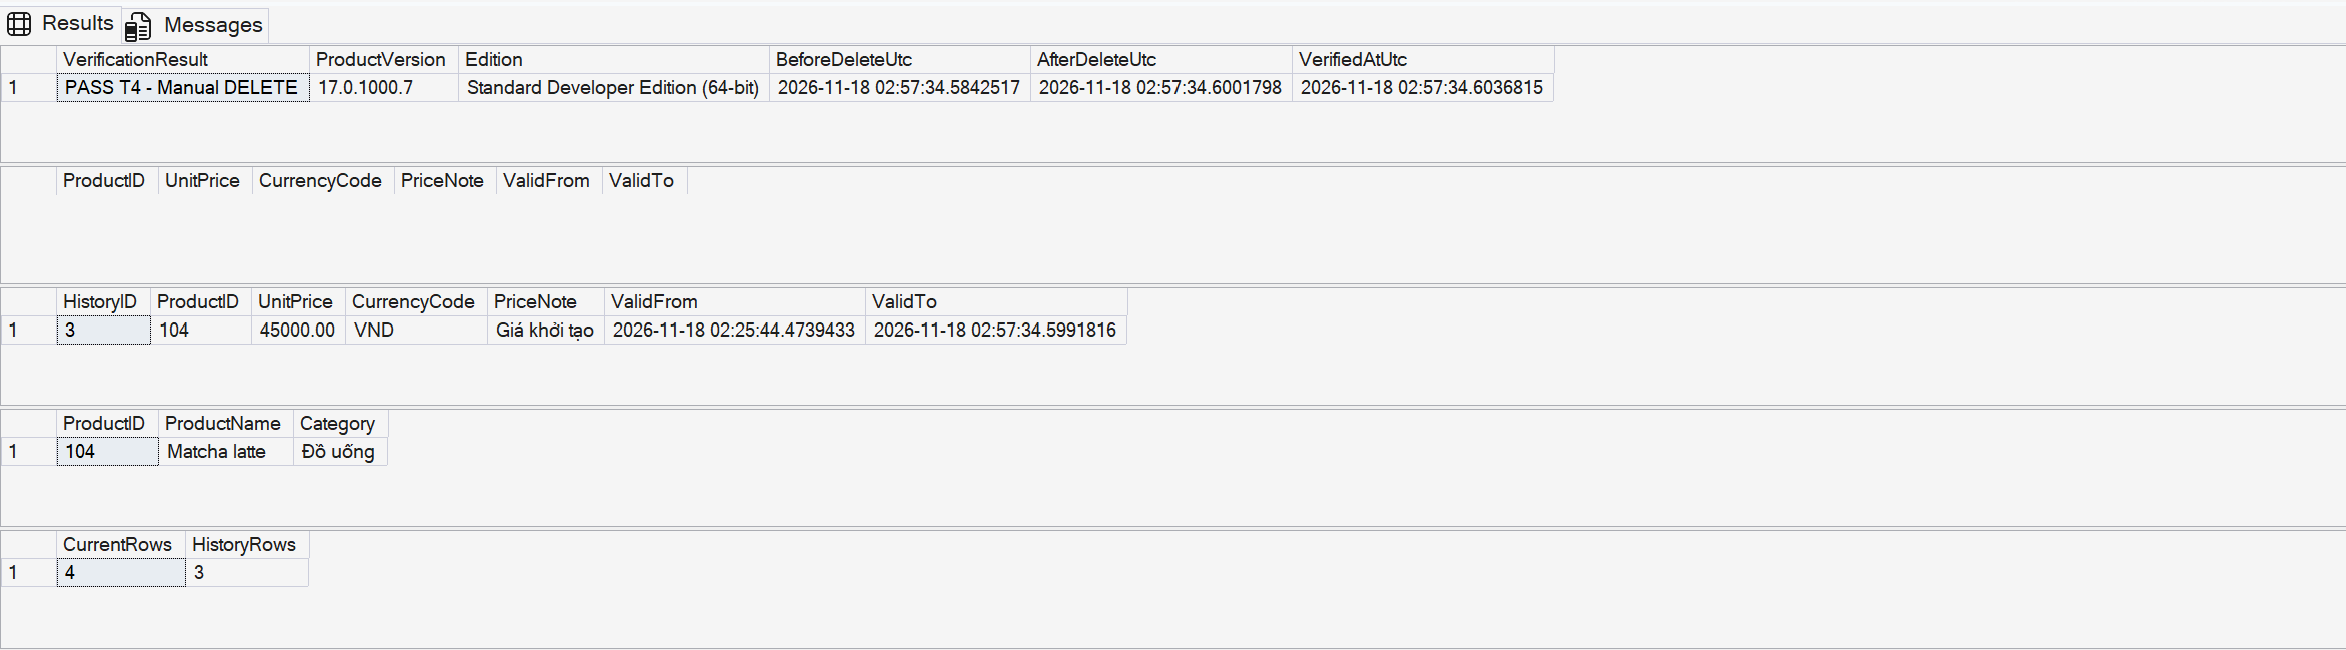 Results Messages
VerificationResult ProductVersion Edition BeforeDeleteUtc AfterDeleteUtc VerifiedAtUtc
1 PASS T4 - Manual DELETE 17.0.1000.7 Standard Developer Edition (64-bit) 2026-11-18 02:57:34.5842517 2026-11-18 02:57:34.6001798 2026-11-18 02:57:34.6036815
ProductID UnitPrice CurrencyCode PriceNote ValidFrom ValidTo
HistoryID ProductID UnitPrice CurrencyCode PriceNote ValidFrom ValidTo
1 3 104 45000.00 VND Giá khởi tạo 2026-11-18 02:25:44.4739433 2026-11-18 02:57:34.5991816
ProductID ProductName Category
1 104 Matcha latte Đồ uống
CurrentRows HistoryRows
1 4 3